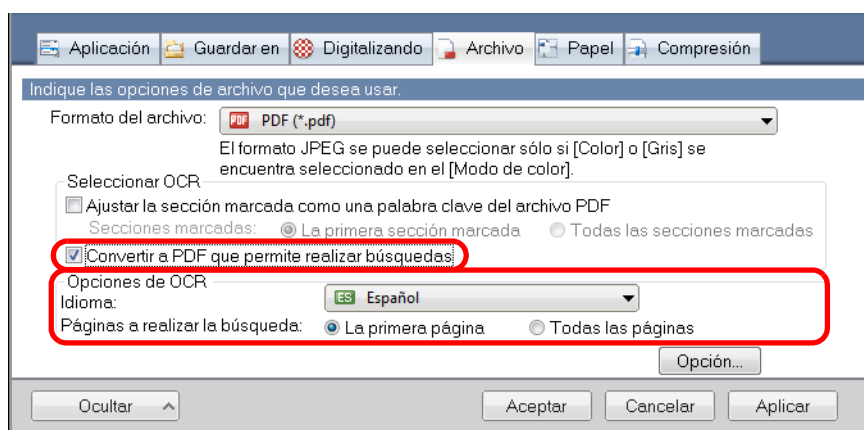 Aplicación Guardar en Digitalizando Archivo Papel Compresión
Indique las opciones de archivo que desea usar.
Formato del archivo: PDF PDF (*.pdf)
El formato JPEG se puede seleccionar sólo si [Color] o [Gris] se
encuentra seleccionado en el [Modo de color].
Seleccionar OCR
Ajustar la sección marcada como una palabra clave del archivo PDF
Secciones marcadas: La primera sección marcada Todas las secciones marcadas
Convertir a PDF que permite realizar búsquedas
Opciones de OCR
Idioma: ES Español
Páginas a realizar la búsqueda: La primera página Todas las páginas
Opción...
Ocultar Aceptar Cancelar Aplicar